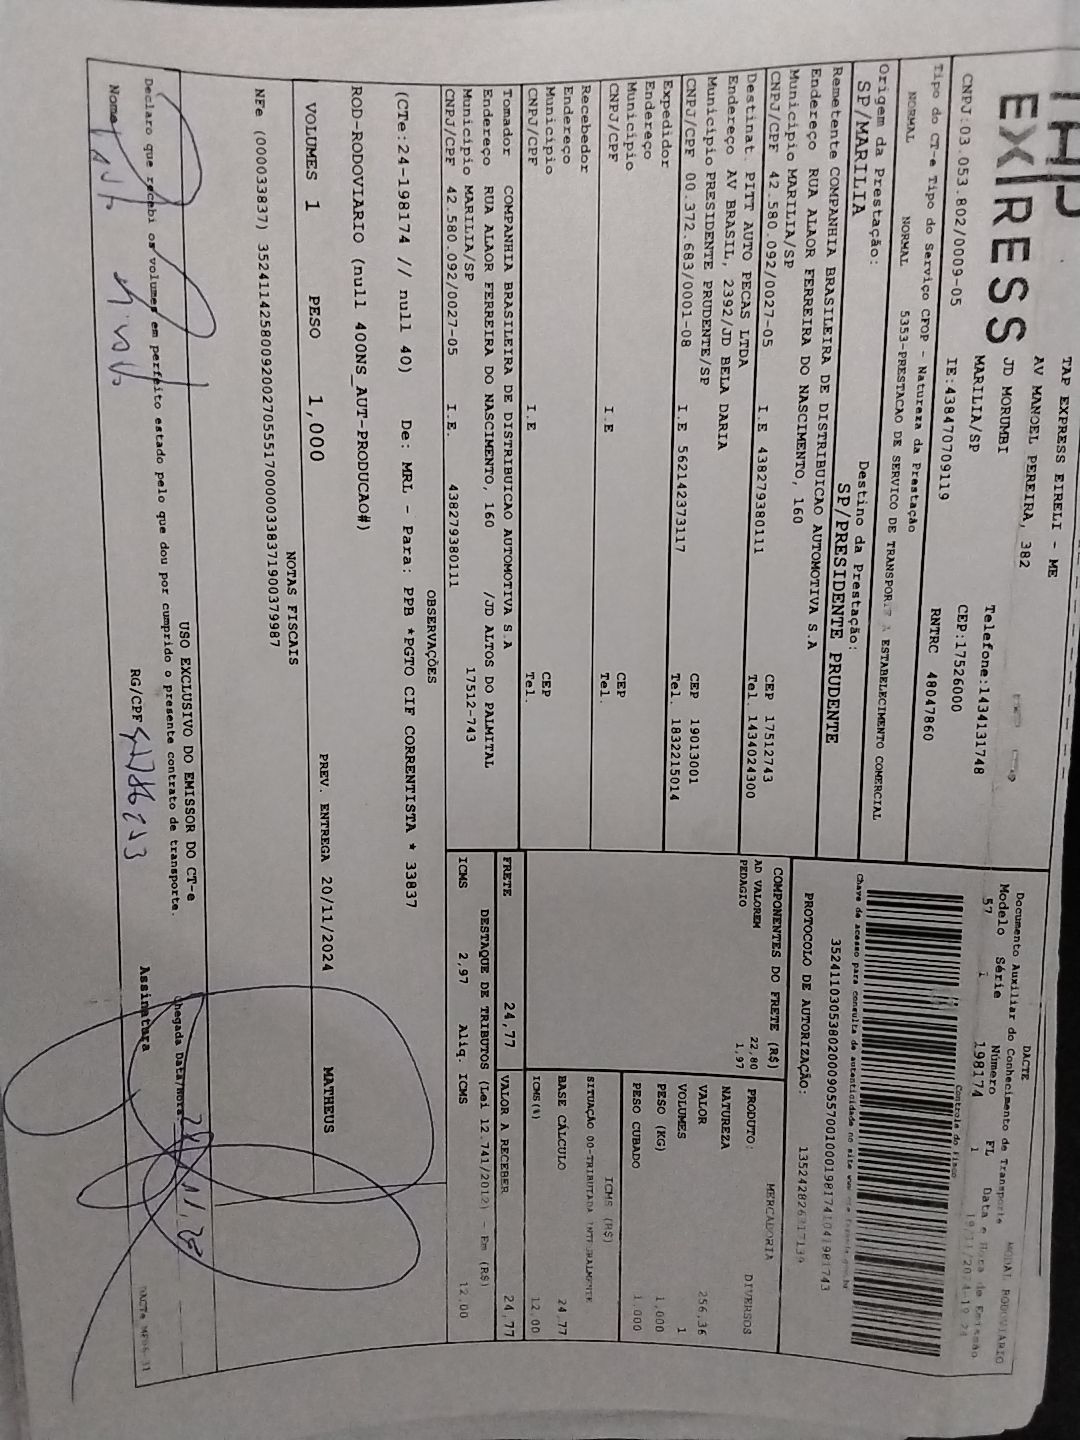 TAP EXPRESS EIRELI - ME
AV MANOEL PEREIRA, 382
JD MORUMBI
MARILIA/SP
Telefone:1434131748
CEP:17526000
EXPRESS
CNPJ:03.053.802/0009-05
IE:438470709119
RNTRC 48047860
Tipo do CT-e Tipo do Serviço CFOP - Natureza da Prestação
NORMAL NORMAL 5353-PRESTACAO DE SERVICO DE TRANSPORTE A ESTABELECIMENTO COMERCIAL
Origem da Prestação: Destino da Prestação:
SP/MARILIA SP/PRESIDENTE PRUDENTE
Remetente COMPANHIA BRASILEIRA DE DISTRIBUICAO AUTOMOTIVA S.A
Endereço RUA ALAOR FERREIRA DO NASCIMENTO, 160
Município MARILIA/SP CEP 17512743
CNPJ/CPF 42.580.092/0027-05 I.E 438279380111 Tel. 1434024300
Destinat. PITT AUTO PECAS LTDA
Endereço AV BRASIL, 2392/JD BELA DARIA
Município PRESIDENTE PRUDENTE/SP CEP 19013001
CNPJ/CPF 00.372.683/0001-08 I.E 562142373117 Tel. 1832215014
Expedidor
Endereço
Município CEP
CNPJ/CPF I.E Tel.
Recebedor
Endereço
Município CEP
CNPJ/CPF I.E Tel.
Tomador COMPANHIA BRASILEIRA DE DISTRIBUICAO AUTOMOTIVA S.A
Endereço RUA ALAOR FERREIRA DO NASCIMENTO, 160 /JD ALTOS DO PALMITAL
Município MARILIA/SP 17512-743
CNPJ/CPF 42.580.092/0027-05 I.E. 438279380111
DACTE
Documento Auxiliar do Conhecimento de Transporte
MODAL RODOVIARIO
Modelo Série Número FL Data e Hora de Emissão
57 1 198174 1 19/11/2024-19:24
Controle do Fisco
Chave de acesso para consulta de autenticidade no site www.cte.fazenda.gov.br
PROTOCOLO DE AUTORIZAÇÃO:
COMPONENTES DO FRETE (R$)
AD VALOREM 22,80
PEDAGIO 1,97
FRETE 24,77
MERCADORIA
PRODUTO: DIVERSOS
NATUREZA
VALOR 256,36
VOLUMES 1
PESO (KG) 1,000
PESO CUBADO 1.000
ICMS (R$)
SITUAÇÃO 00-TRIBUTADA INTEGRALMENTE
BASE CÁLCULO 24,77
ICMS(%) 12,00
VALOR A RECEBER 24,77
DESTAQUE DE TRIBUTOS (Lei 12.741/2012) - Em (R$)
ICMS 2,97 Aliq. ICMS 12,00
OBSERVAÇÕES
(CTe:24-198174 // null 40) De: MRL - Para: PPB *PGTO CIF CORRENTISTA * 33837
ROD-RODOVIARIO (null 400NS_AUT-PRODUCAO#)
VOLUMES 1 PESO 1,000 PREV. ENTREGA 20/11/2024 MATHEUS
NOTAS FISCAIS
NFe (000033837) 35241142580092002705551700000338371900379987
USO EXCLUSIVO DO EMISSOR DO CT-e
Declaro que recebi os volumes em perfeito estado pelo que dou por cumprido o presente contrato de transporte.
Chegada Data/Hora
Nome RG/CPF Assinatura